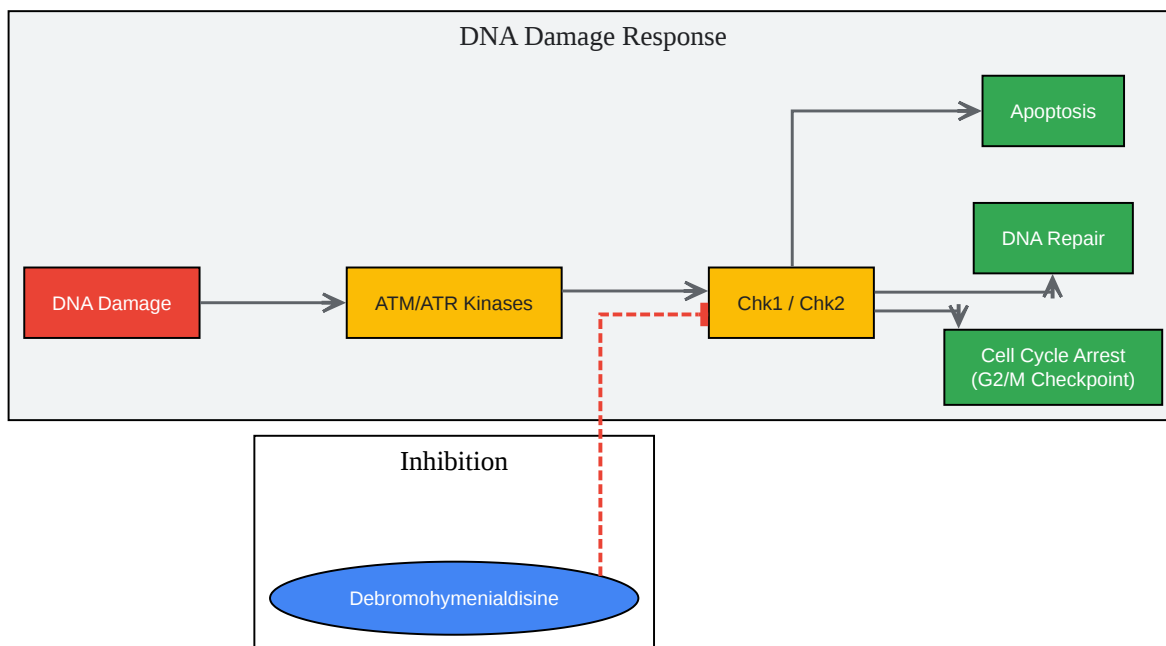 DNA Damage Response
Apoptosis
DNA Repair
DNA Damage
ATM/ATR Kinases
Chk1 / Chk2
Cell Cycle Arrest
(G2/M Checkpoint)
Inhibition
Debromohymenialdisine